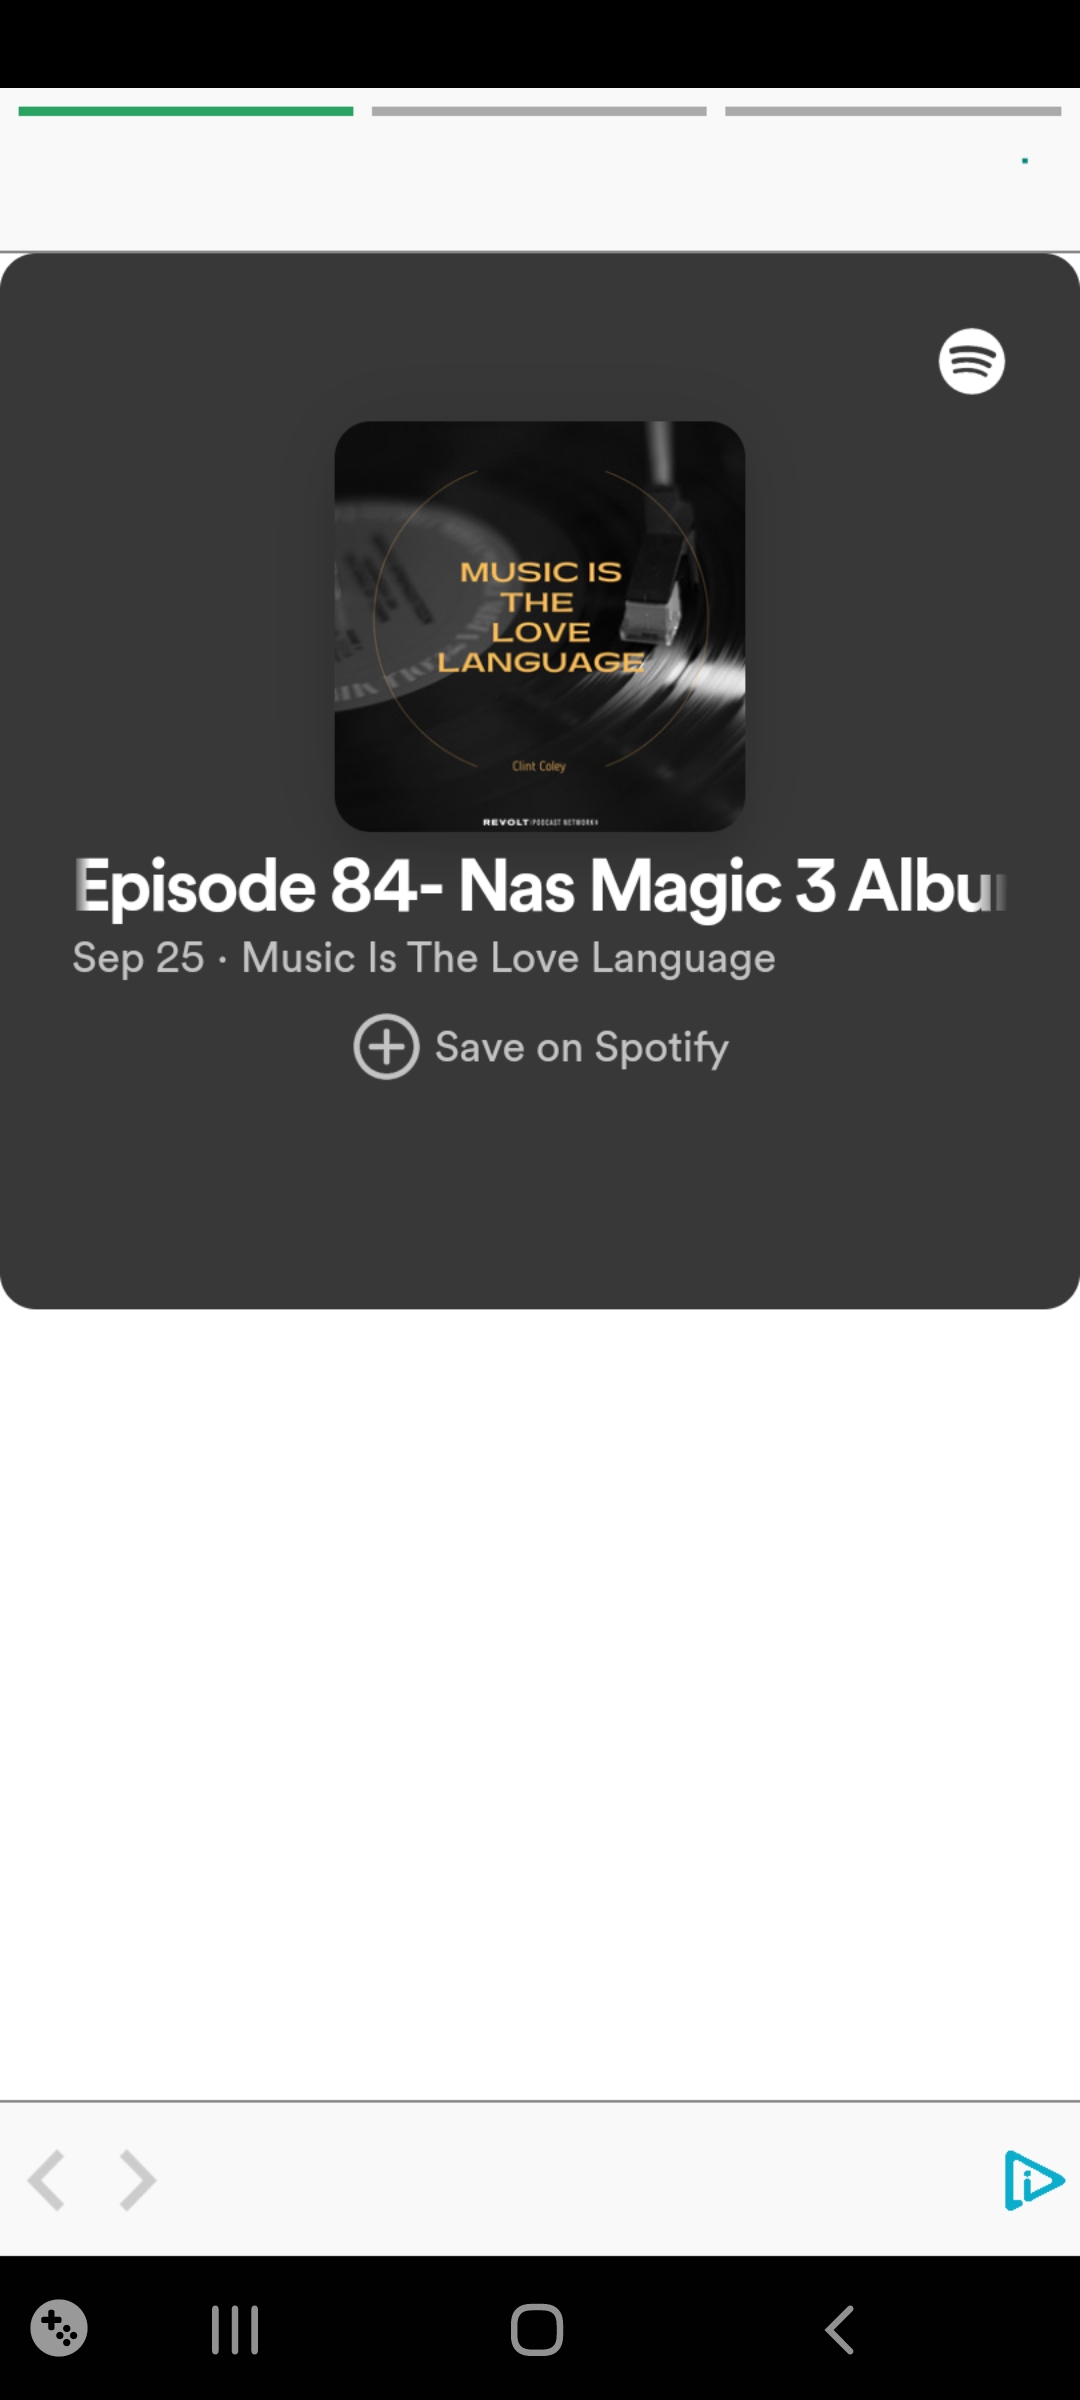 MUSIC IS
THE
LOVE
LANGUAGE
Clint Coley
REVOLT PODCAST NETWORK
Episode 84- Nas Magic 3 Albu
Sep 25 · Music Is The Love Language
Save on Spotify